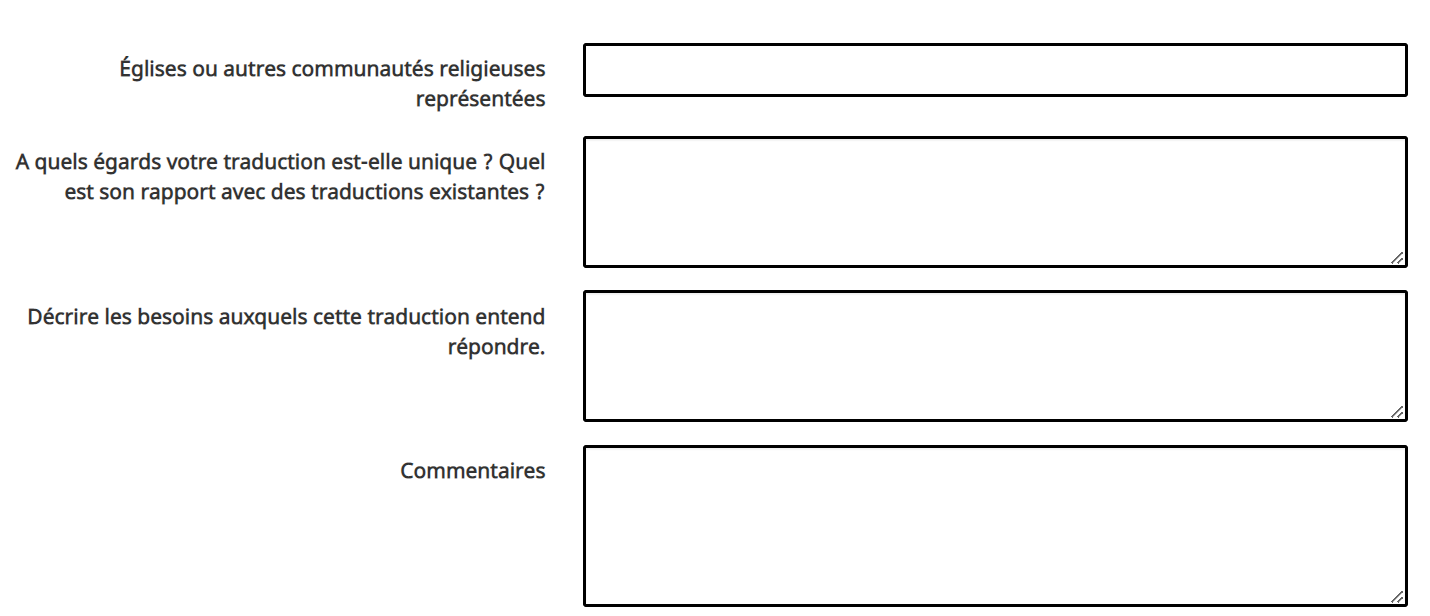 Églises ou autres communautés religieuses
représentées
A quels égards votre traduction est-elle unique ? Quel
est son rapport avec des traductions existantes ?
Décrire les besoins auxquels cette traduction entend
répondre.
Commentaires